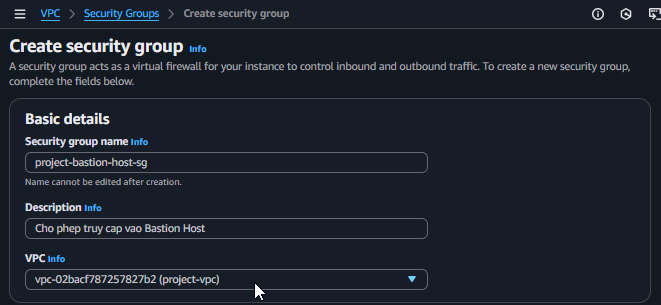 VPC > Security Groups > Create security group
Create security group Info
A security group acts as a virtual firewall for your instance to control inbound and outbound traffic. To create a new security group,
complete the fields below.
Basic details
Security group name Info
project-bastion-host-sg
Name cannot be edited after creation.
Description Info
Cho phep truy cap vao Bastion Host
VPC Info
vpc-02bacf787257827b2 (project-vpc)